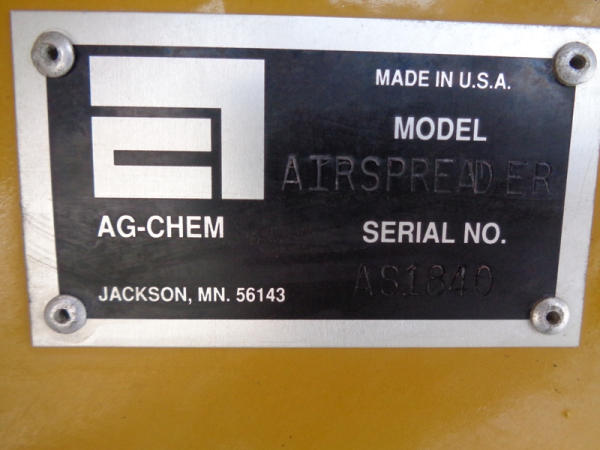 MADE IN U.S.A.
MODEL
AIRSPREADER
AG-CHEM
SERIAL NO.
AS1840
JACKSON, MN. 56143